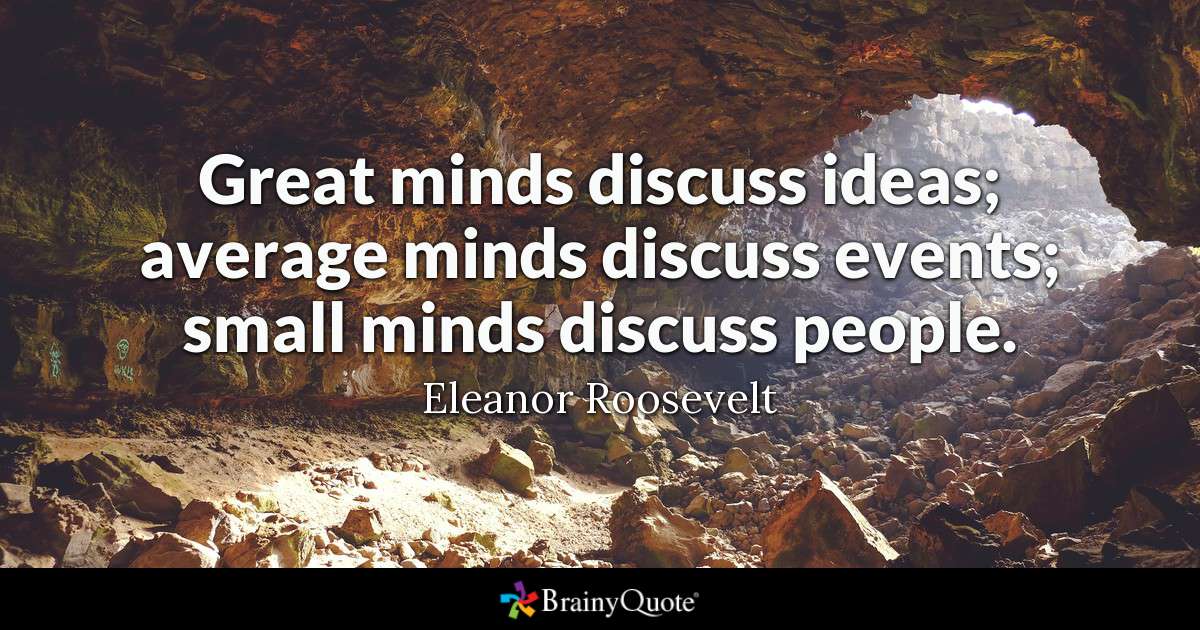 Great minds discuss ideas;
average minds discuss events;
small minds discuss people.
Eleanor Roosevelt
BrainyQuote®